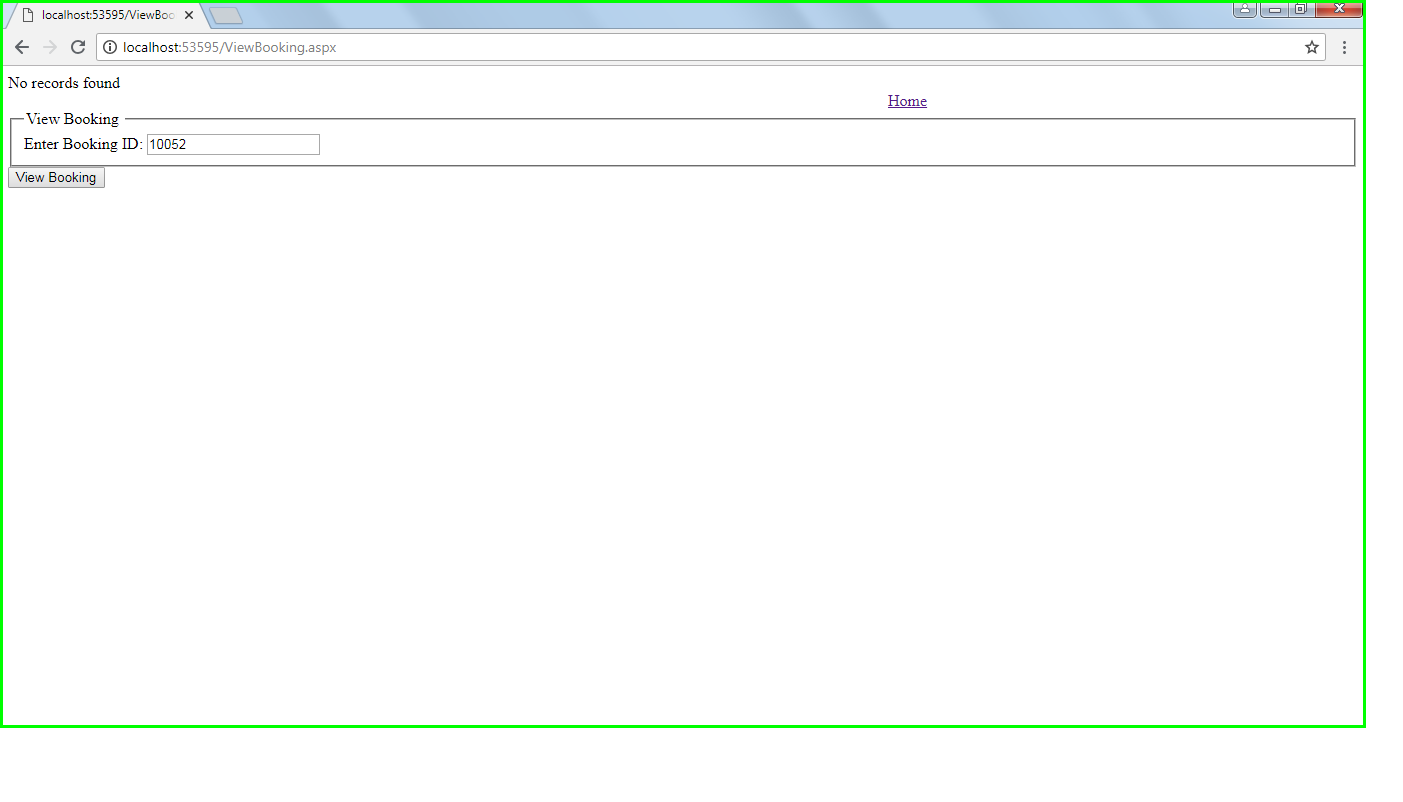 localhost:53595/ViewBoo
localhost:53595/ViewBooking.aspx
No records found
Home
View Booking
Enter Booking ID: 10052
View Booking